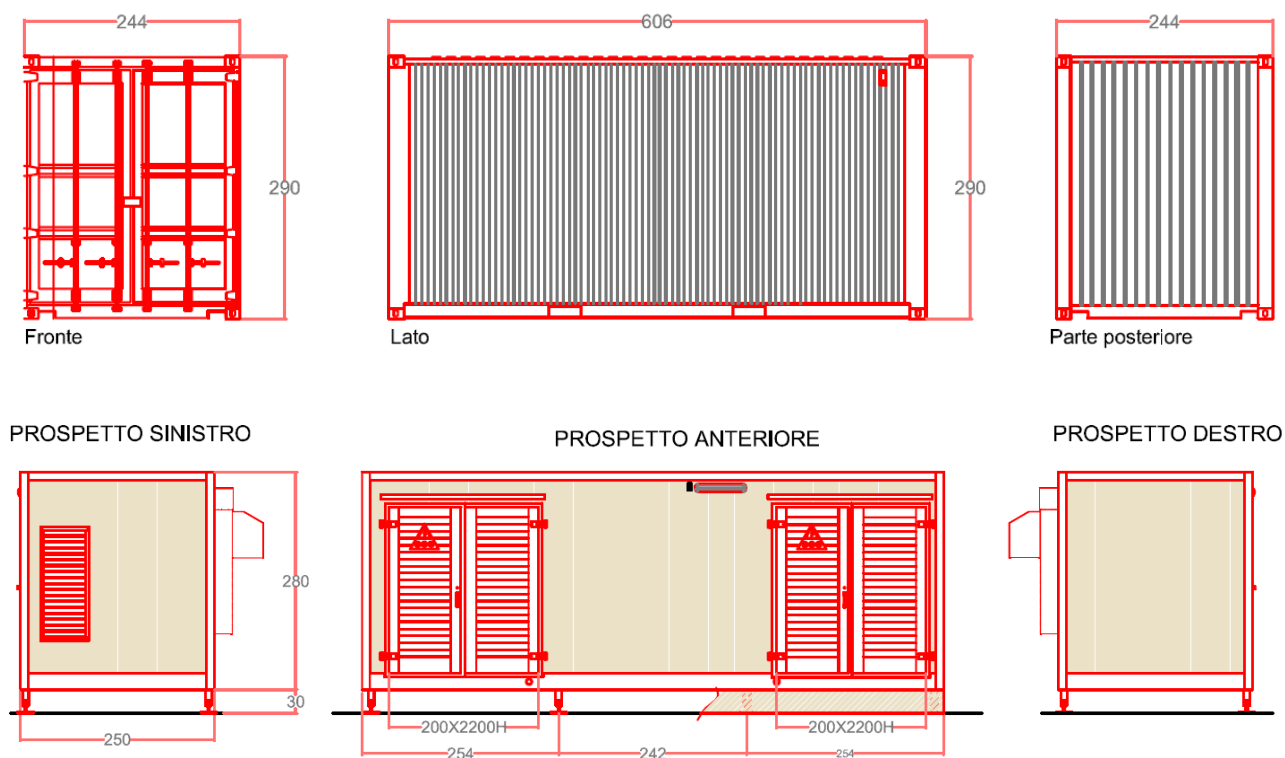 244
606
244
290
290
Fronte
Lato
Parte posteriore
PROSPETTO SINISTRO
PROSPETTO ANTERIORE
PROSPETTO DESTRO
280
30
250
200X2200H
200X2200H
254
242
254